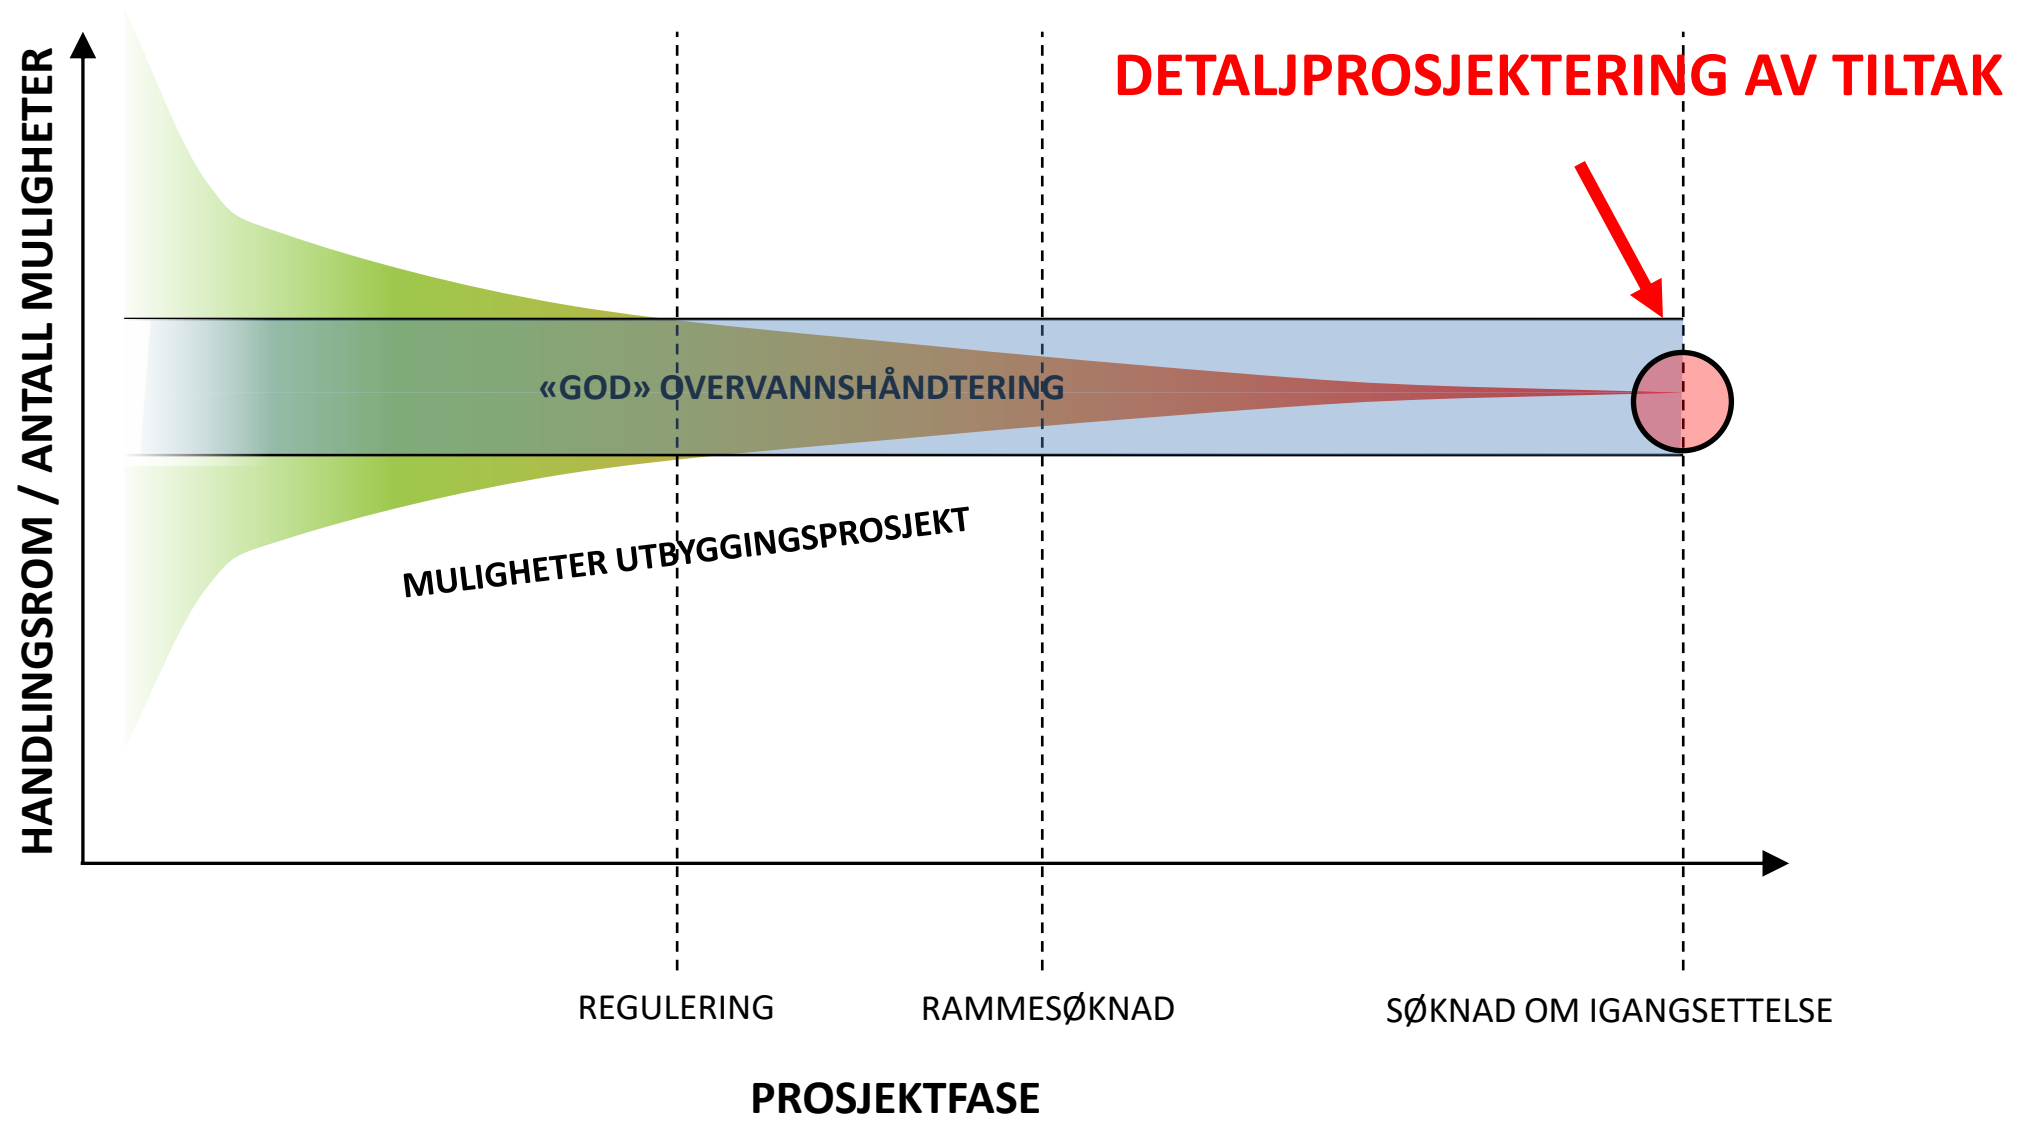 HANDLINGSROM / ANTALL MULIGHETER
DETALJPROSJEKTERING AV TILTAK
«GOD» OVERVANNSHÅNDTERING
MULIGHETER UTBYGGINGSPROSJEKT
REGULERING
RAMMESØKNAD
SØKNAD OM IGANGSETTELSE
PROSJEKTFASE